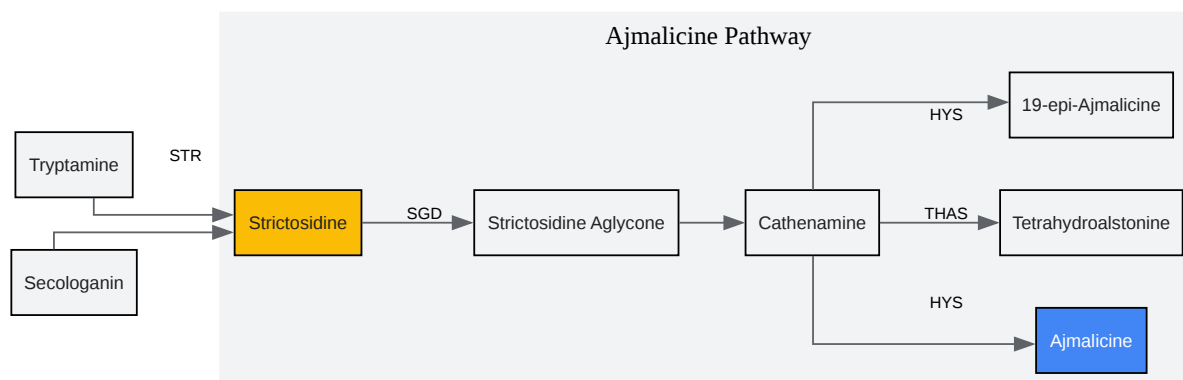 Ajmalicine Pathway
19-epi-Ajmalicine
HYS
Tryptamine
STR
Strictosidine
SGD
Strictosidine Aglycone
Cathenamine
THAS
Tetrahydroalstonine
Secologanin
HYS
Ajmalicine